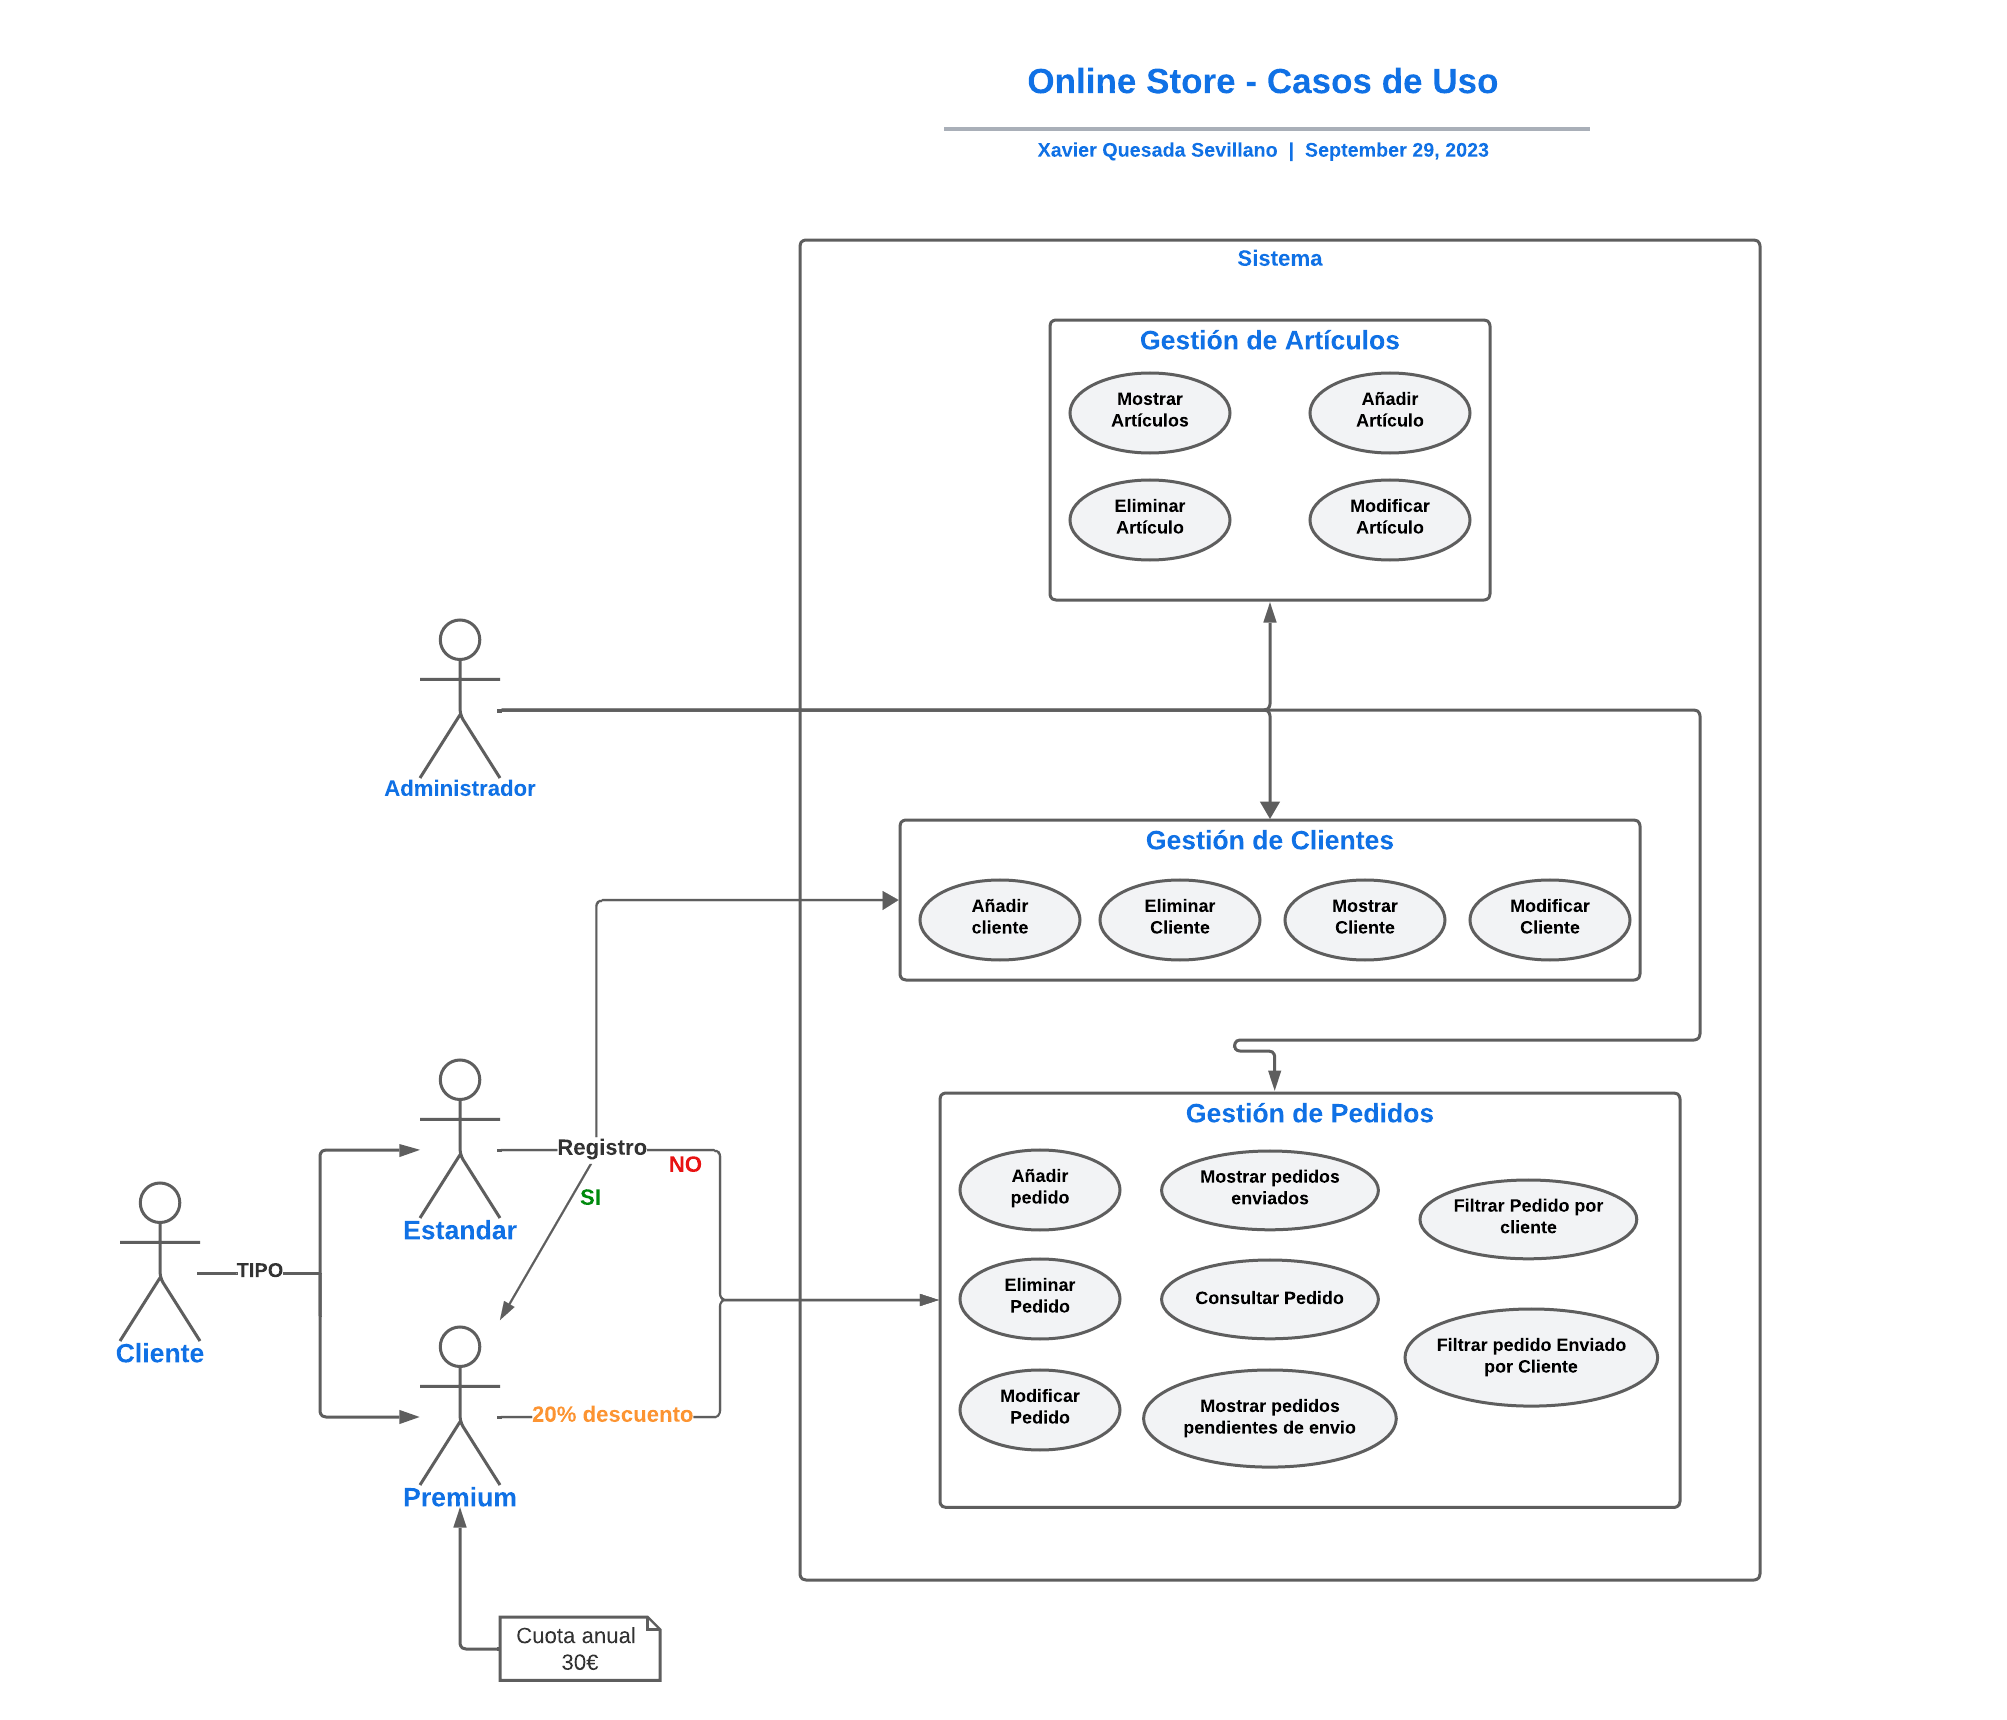 Online Store - Casos de Uso
Xavier Quesada Sevillano | September 29, 2023
Sistema
Gestión de Artículos
Mostrar
Artículos
Añadir
Artículo
Eliminar
Artículo
Modificar
Artículo
Administrador
Gestión de Clientes
Añadir
cliente
Eliminar
Cliente
Mostrar
Cliente
Modificar
Cliente
Gestión de Pedidos
Añadir
pedido
Mostrar pedidos
enviados
Filtrar Pedido por
cliente
Eliminar
Pedido
Consultar Pedido
Filtrar pedido Enviado
por Cliente
Modificar
Pedido
Mostrar pedidos
pendientes de envio
Registro
NO
SI
Estandar
TIPO
Cliente
20% descuento
Premium
Cuota anual
30€